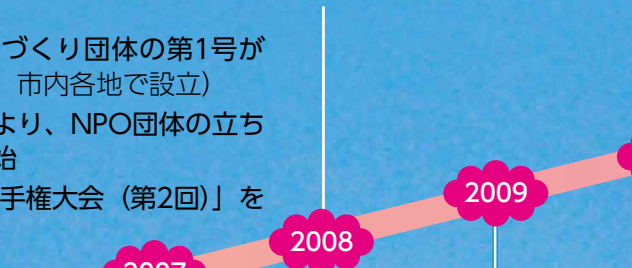 づくり団体の第1号が
市内各地で設立）
より、NPO団体の立ち
始
手権大会（第2回）」を
2009
2008
2007